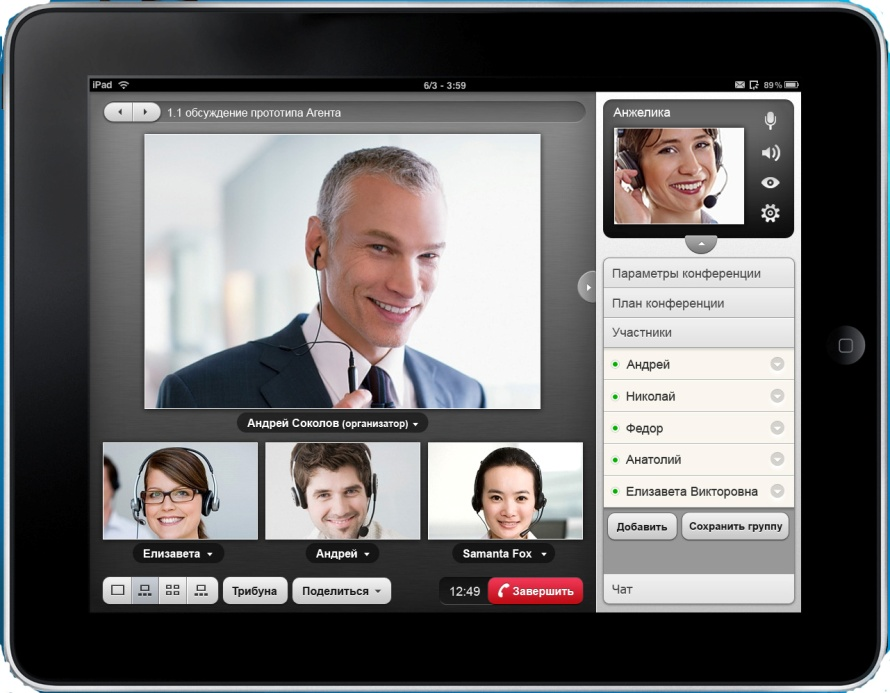 iPad 6/3 - 3:59 89%
1.1 обсуждение прототипа Агента
Андрей Соколов (организатор)
Елизавета
Андрей
Samanta Fox
Трибуна
Поделиться
12:49
Завершить
Анжелика
Параметры конференции
План конференции
Участники
Андрей
Николай
Федор
Анатолий
Елизавета Викторовна
Добавить
Сохранить группу
Чат